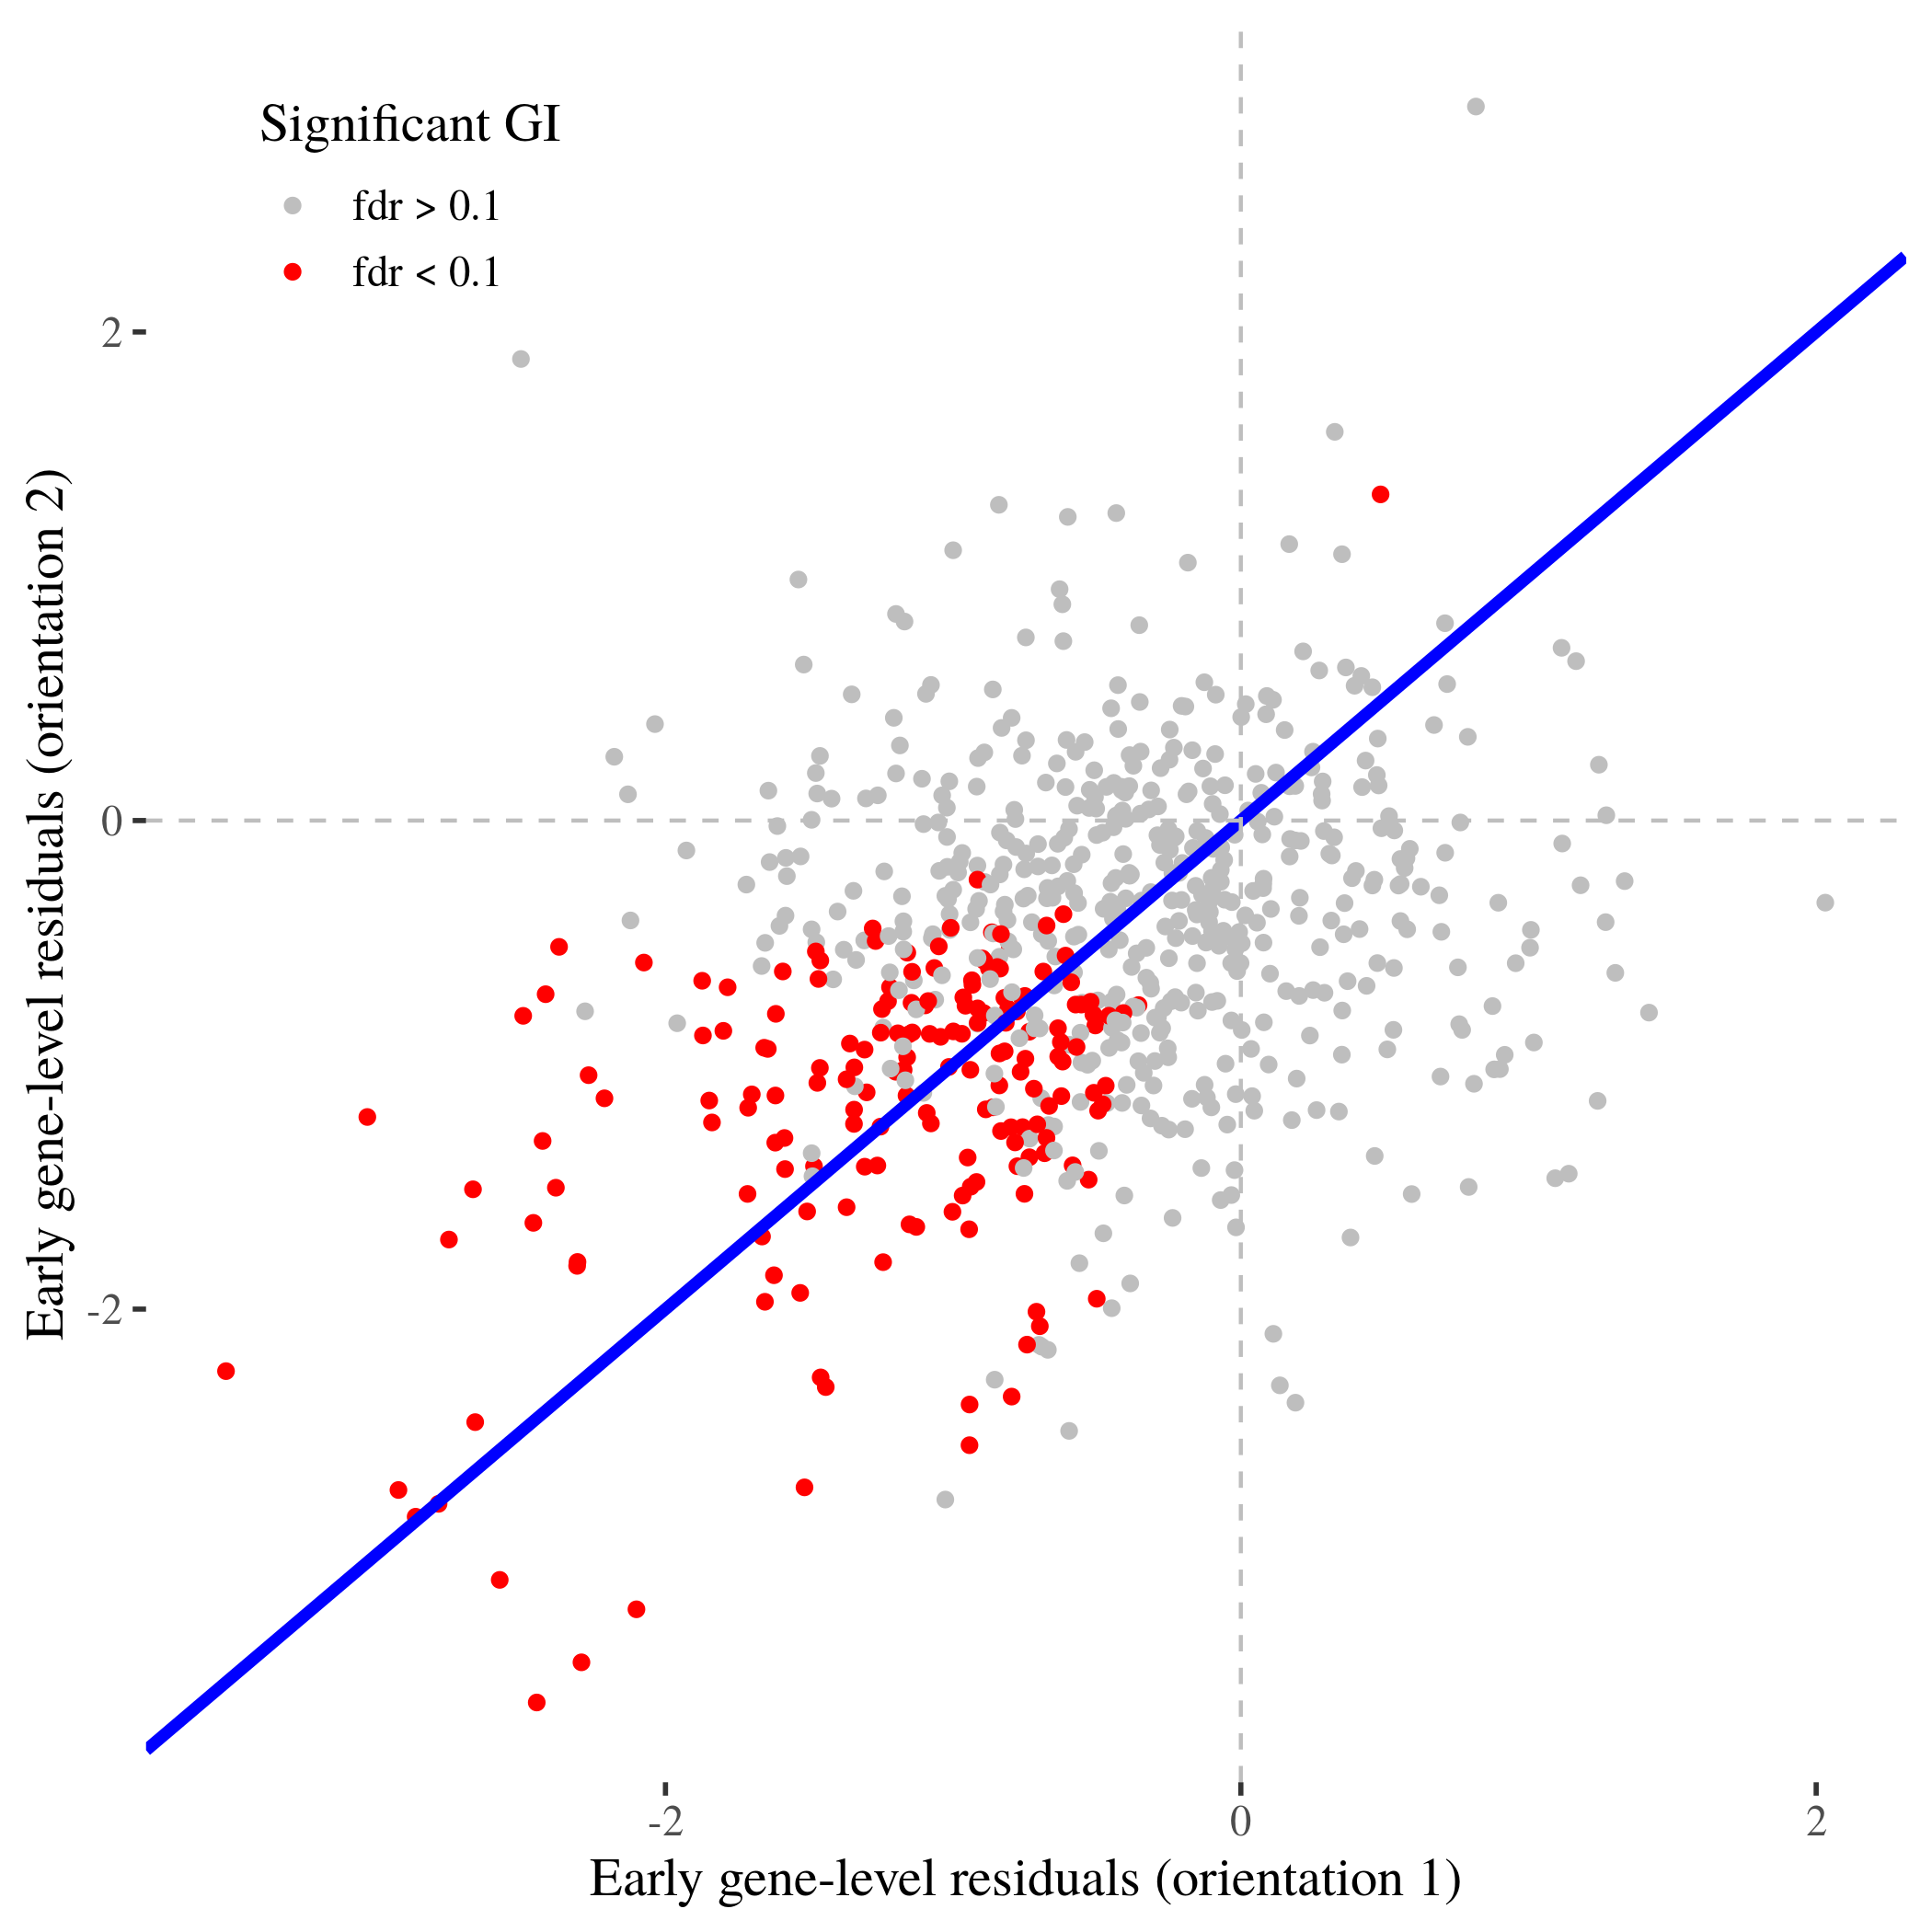 Significant GI
fdr > 0.1
fdr < 0.1
2
0
-2
Early gene-level residuals (orientation 2)
-2
0
2
Early gene-level residuals (orientation 1)